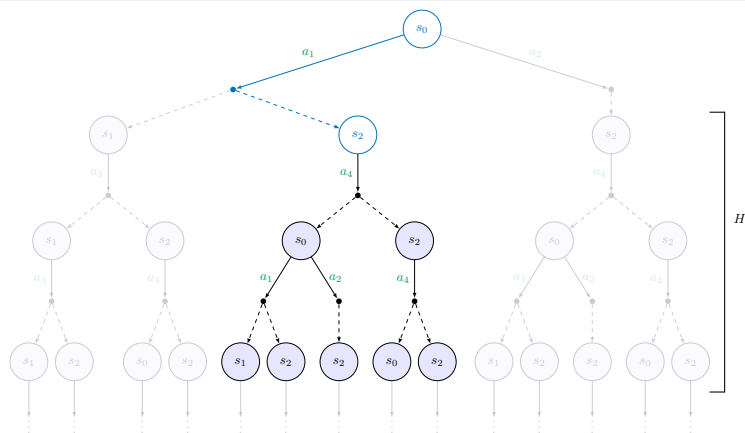 s₀
a₁ a₂
s₁ s₂ s₂
a₃ a₄ a₄
H
s₁ s₂ s₀ s₂ s₀ s₂
a₃ a₄ a₁ a₂ a₄ a₁ a₂ a₄
s₁ s₂ s₀ s₂ s₁ s₂ s₂ s₀ s₂ s₁ s₂ s₂ s₀ s₂